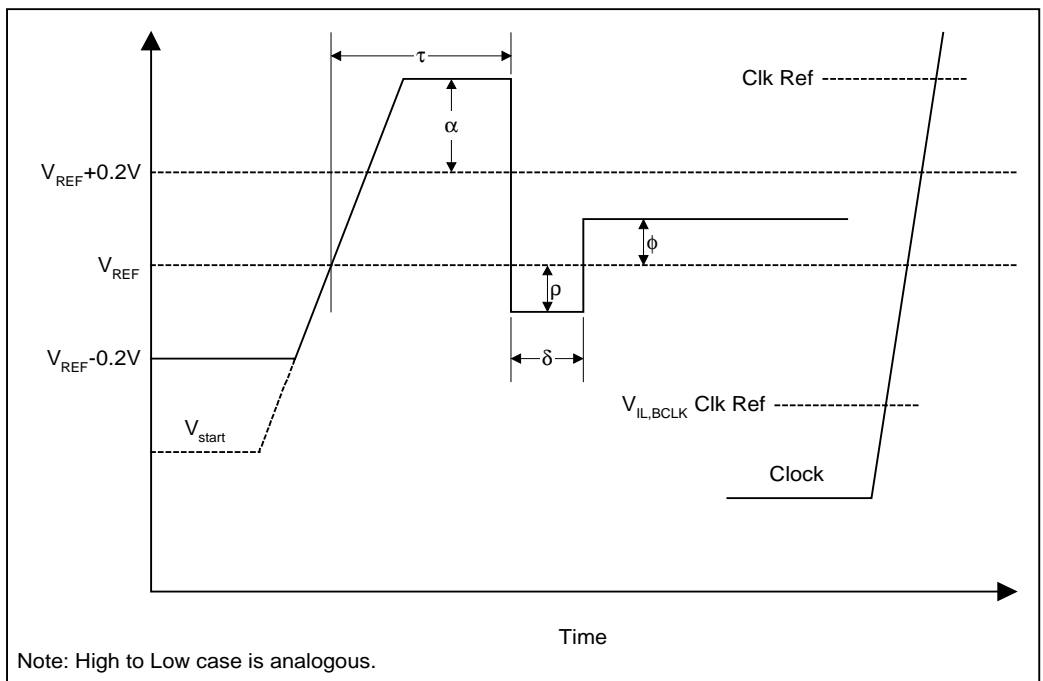 τ
Clk Ref
α
V_REF+0.2V
ϕ
V_REF
ρ
V_REF-0.2V
δ
V_IL,BCLK Clk Ref
V_start
Clock
Time
Note: High to Low case is analogous.